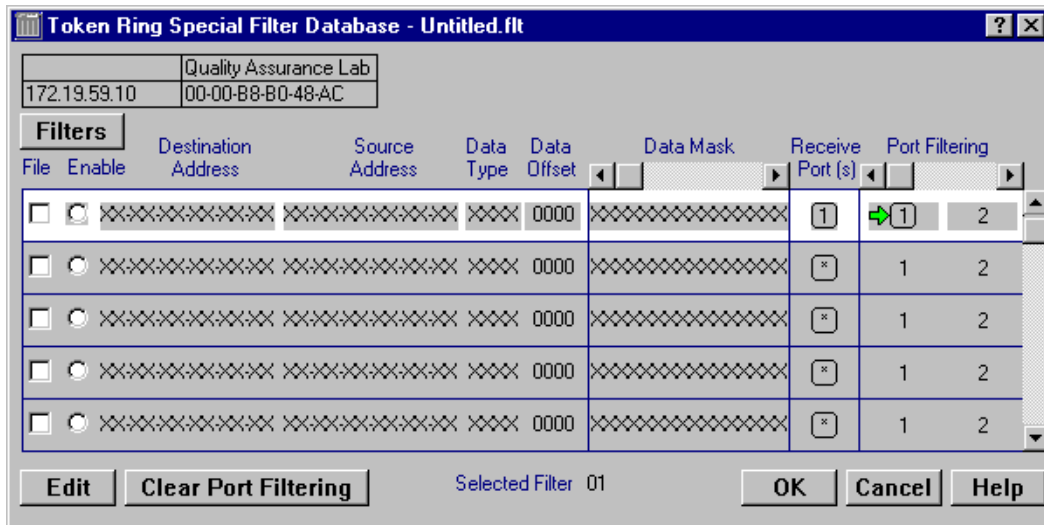 Token Ring Special Filter Database - Untitled.flt
Quality Assurance Lab
172.19.59.10 00-00-B8-B0-48-AC
Filters
File Enable Destination Address Source Address Data Type Data Offset Data Mask Receive Port (s) Port Filtering
XX-XX-XX-XX-XX-XX XX-XX-XX-XX-XX-XX XXXX 0000 XXXXXXXXXXXXXX 1 1 2
XX-XX-XX-XX-XX-XX XX-XX-XX-XX-XX-XX XXXX 0000 XXXXXXXXXXXXXX * 1 2
XX-XX-XX-XX-XX-XX XX-XX-XX-XX-XX-XX XXXX 0000 XXXXXXXXXXXXXX * 1 2
XX-XX-XX-XX-XX-XX XX-XX-XX-XX-XX-XX XXXX 0000 XXXXXXXXXXXXXX * 1 2
XX-XX-XX-XX-XX-XX XX-XX-XX-XX-XX-XX XXXX 0000 XXXXXXXXXXXXXX * 1 2
Edit Clear Port Filtering Selected Filter 01 OK Cancel Help